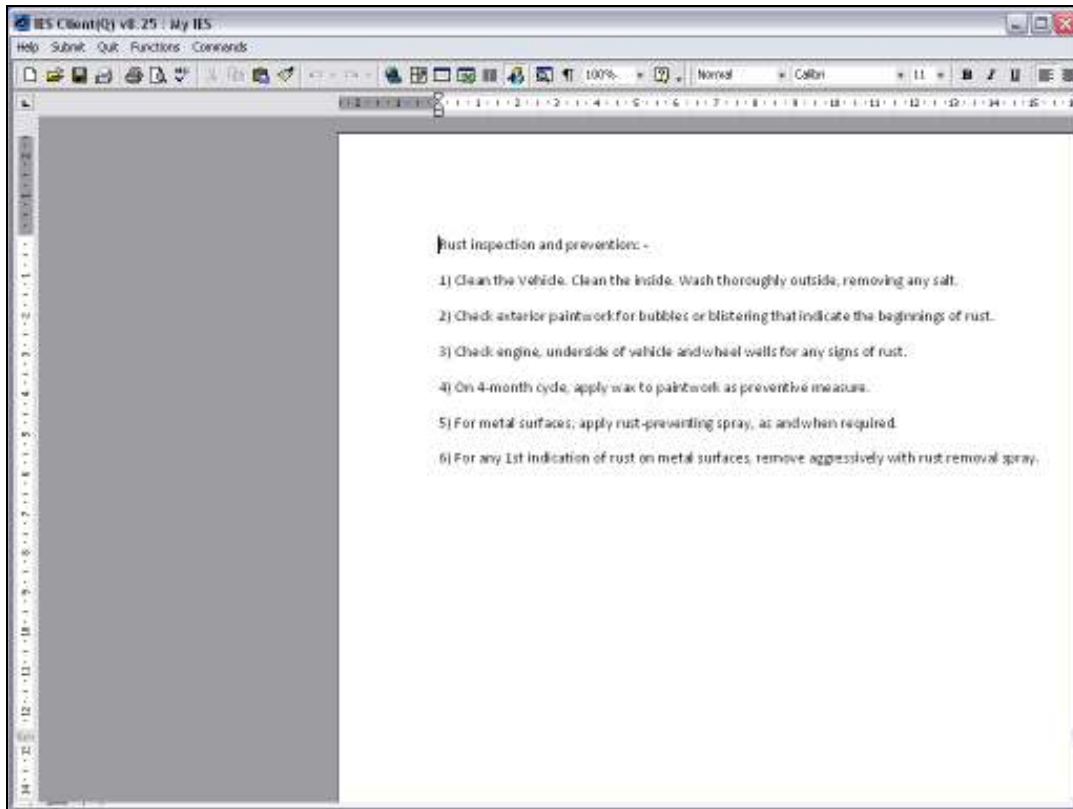 IES Client(Q) v8.25 : My IES
Help Submit Quit Functions Commands
100% Normal Calibri 11 B I U
Rust inspection and prevention: -
1) Clean the Vehicle. Clean the inside. Wash thoroughly outside, removing any salt.
2) Check exterior paintwork for bubbles or blistering that indicate the beginnings of rust.
3) Check engine, underside of vehicle and wheel wells for any signs of rust.
4) On 4-month cycle, apply wax to paintwork as preventive measure.
5) For metal surfaces, apply rust-preventing spray, as and when required.
6) For any 1st indication of rust on metal surfaces, remove aggressively with rust removal spray.